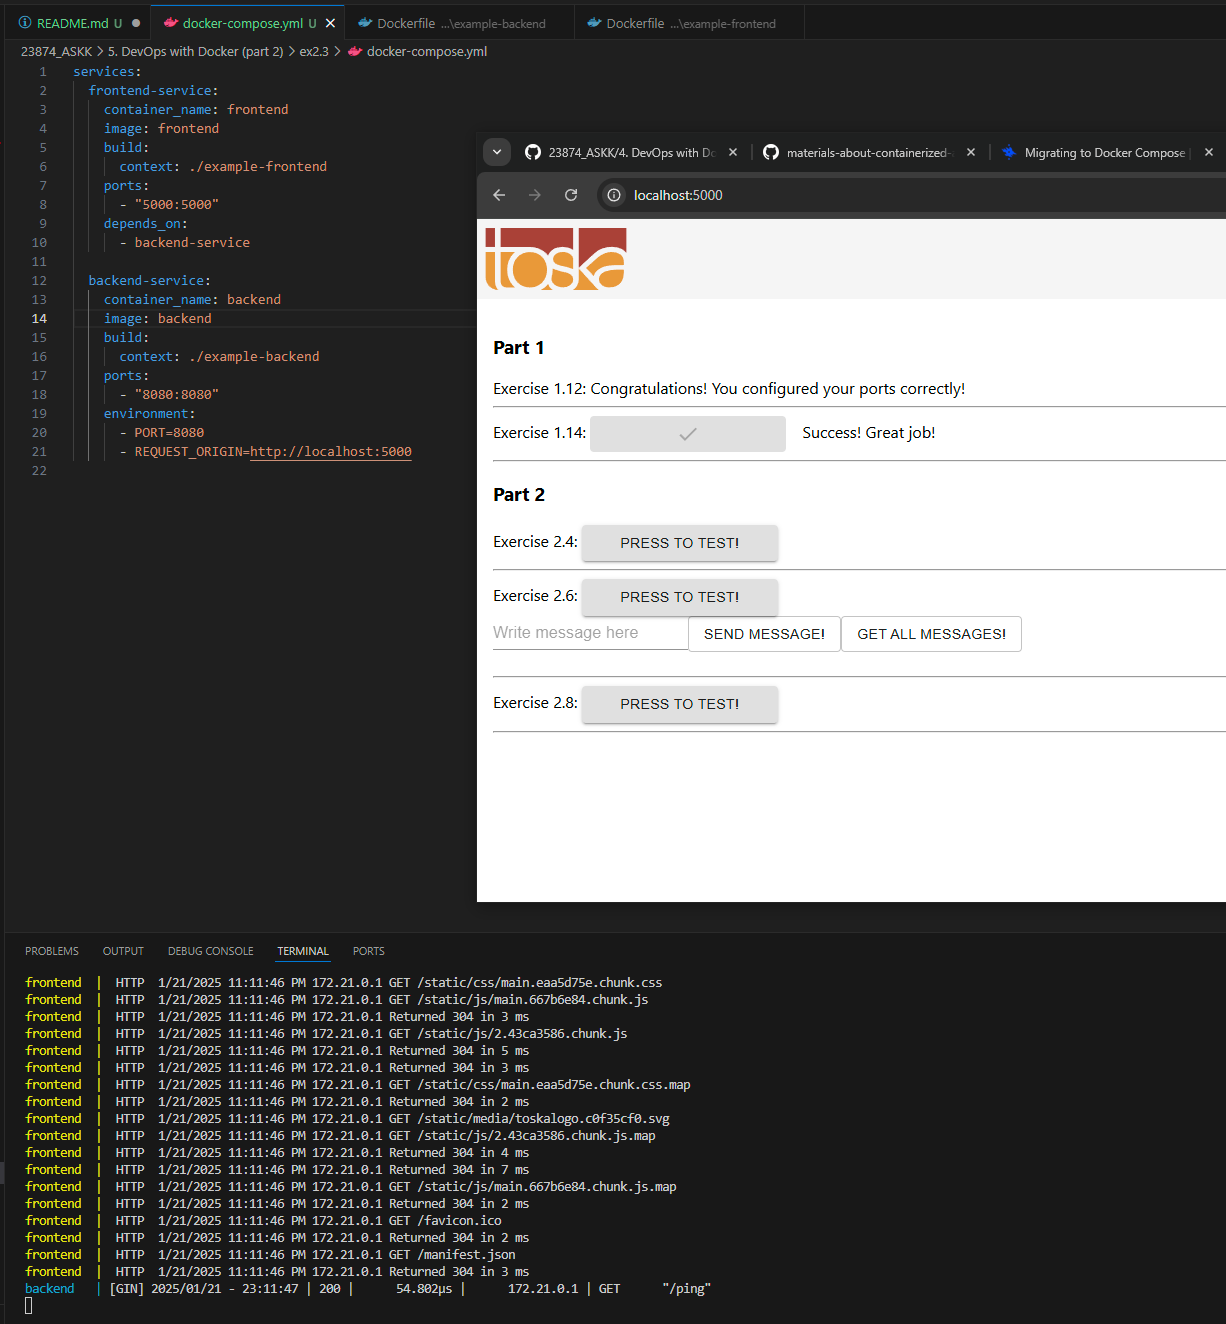 README.md U
docker-compose.yml U
Dockerfile ...\example-backend
Dockerfile ...\example-frontend
23874_ASKK > 5. DevOps with Docker (part 2) > ex2.3 > docker-compose.yml
1 services:
2 frontend-service:
3 container_name: frontend
4 image: frontend
5 build:
6 context: ./example-frontend
7 ports:
8 - "5000:5000"
9 depends_on:
10 - backend-service
11
12 backend-service:
13 container_name: backend
14 image: backend
15 build:
16 context: ./example-backend
17 ports:
18 - "8080:8080"
19 environment:
20 - PORT=8080
21 - REQUEST_ORIGIN=http://localhost:5000
22
23874_ASKK/4. DevOps with Do
materials-about-containerized-
Migrating to Docker Compose
localhost:5000
toska
Part 1
Exercise 1.12: Congratulations! You configured your ports correctly!
Exercise 1.14: Success! Great job!
Part 2
Exercise 2.4: PRESS TO TEST!
Exercise 2.6: PRESS TO TEST!
Write message here SEND MESSAGE! GET ALL MESSAGES!
Exercise 2.8: PRESS TO TEST!
PROBLEMS OUTPUT DEBUG CONSOLE TERMINAL PORTS
frontend | HTTP 1/21/2025 11:11:46 PM 172.21.0.1 GET /static/css/main.eaa5d75e.chunk.css
frontend | HTTP 1/21/2025 11:11:46 PM 172.21.0.1 GET /static/js/main.667b6e84.chunk.js
frontend | HTTP 1/21/2025 11:11:46 PM 172.21.0.1 Returned 304 in 3 ms
frontend | HTTP 1/21/2025 11:11:46 PM 172.21.0.1 GET /static/js/2.43ca3586.chunk.js
frontend | HTTP 1/21/2025 11:11:46 PM 172.21.0.1 Returned 304 in 5 ms
frontend | HTTP 1/21/2025 11:11:46 PM 172.21.0.1 Returned 304 in 3 ms
frontend | HTTP 1/21/2025 11:11:46 PM 172.21.0.1 GET /static/css/main.eaa5d75e.chunk.css.map
frontend | HTTP 1/21/2025 11:11:46 PM 172.21.0.1 Returned 304 in 2 ms
frontend | HTTP 1/21/2025 11:11:46 PM 172.21.0.1 GET /static/media/toskalogo.c0f35cf0.svg
frontend | HTTP 1/21/2025 11:11:46 PM 172.21.0.1 GET /static/js/2.43ca3586.chunk.js.map
frontend | HTTP 1/21/2025 11:11:46 PM 172.21.0.1 Returned 304 in 4 ms
frontend | HTTP 1/21/2025 11:11:46 PM 172.21.0.1 Returned 304 in 7 ms
frontend | HTTP 1/21/2025 11:11:46 PM 172.21.0.1 GET /static/js/main.667b6e84.chunk.js.map
frontend | HTTP 1/21/2025 11:11:46 PM 172.21.0.1 Returned 304 in 2 ms
frontend | HTTP 1/21/2025 11:11:46 PM 172.21.0.1 GET /favicon.ico
frontend | HTTP 1/21/2025 11:11:46 PM 172.21.0.1 Returned 304 in 2 ms
frontend | HTTP 1/21/2025 11:11:46 PM 172.21.0.1 GET /manifest.json
frontend | HTTP 1/21/2025 11:11:46 PM 172.21.0.1 Returned 304 in 3 ms
backend | [GIN] 2025/01/21 - 23:11:47 | 200 | 54.802µs | 172.21.0.1 | GET "/ping"